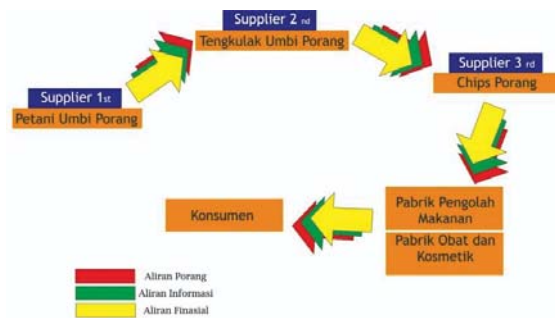 Supplier 2 rd
Tengkulak Umbi Porang
Supplier 3 rd
Chips Porang
Supplier 1st
Petani Umbi Porang
Pabrik Pengolah
Makanan
Pabrik Obat dan
Kosmetik
Konsumen
Aliran Porang
Aliran Informasi
Aliran Finasial